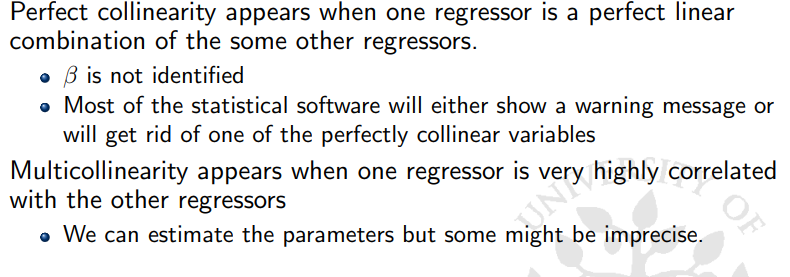 Perfect collinearity appears when one regressor is a perfect linear
combination of the some other regressors.
β is not identified
Most of the statistical software will either show a warning message or
will get rid of one of the perfectly collinear variables
Multicollinearity appears when one regressor is very highly correlated
with the other regressors
UNIVERSITY OF
We can estimate the parameters but some might be imprecise.